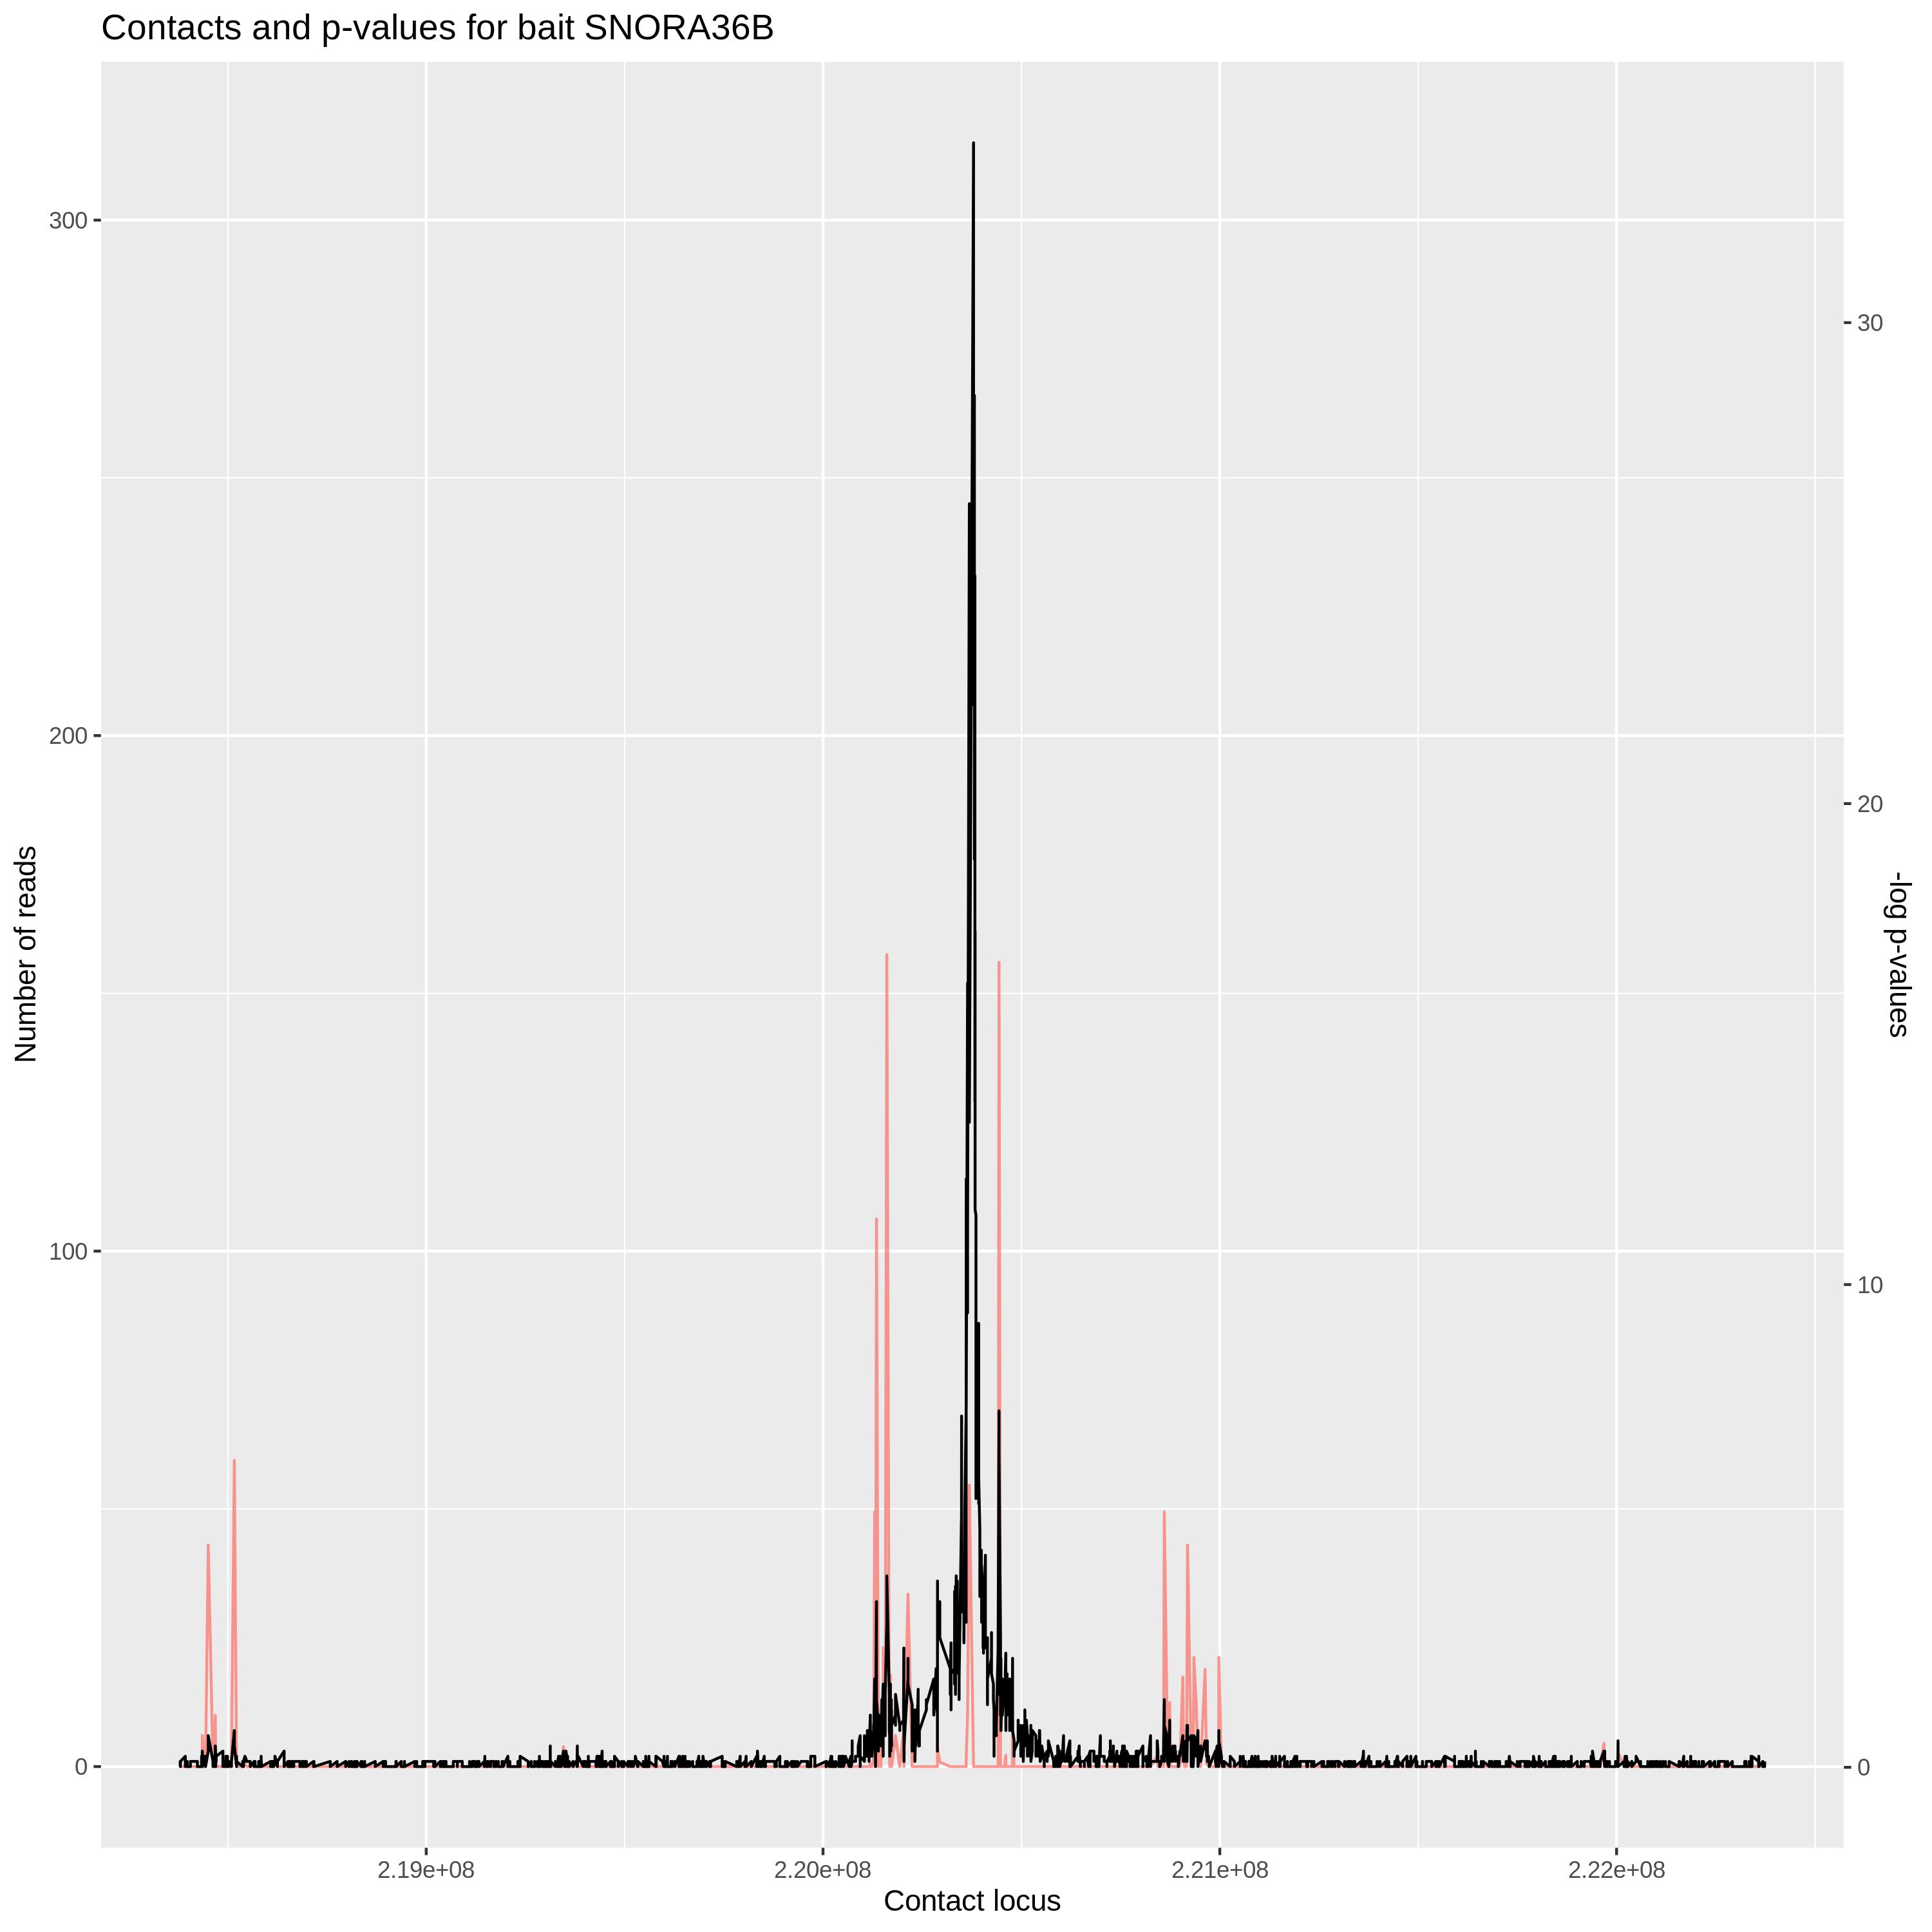 Contacts and p-values for bait SNORA36B
300
200
100
0
30
20
10
0
Number of reads
-log p-values
2.19e+08 2.20e+08 2.21e+08 2.22e+08
Contact locus